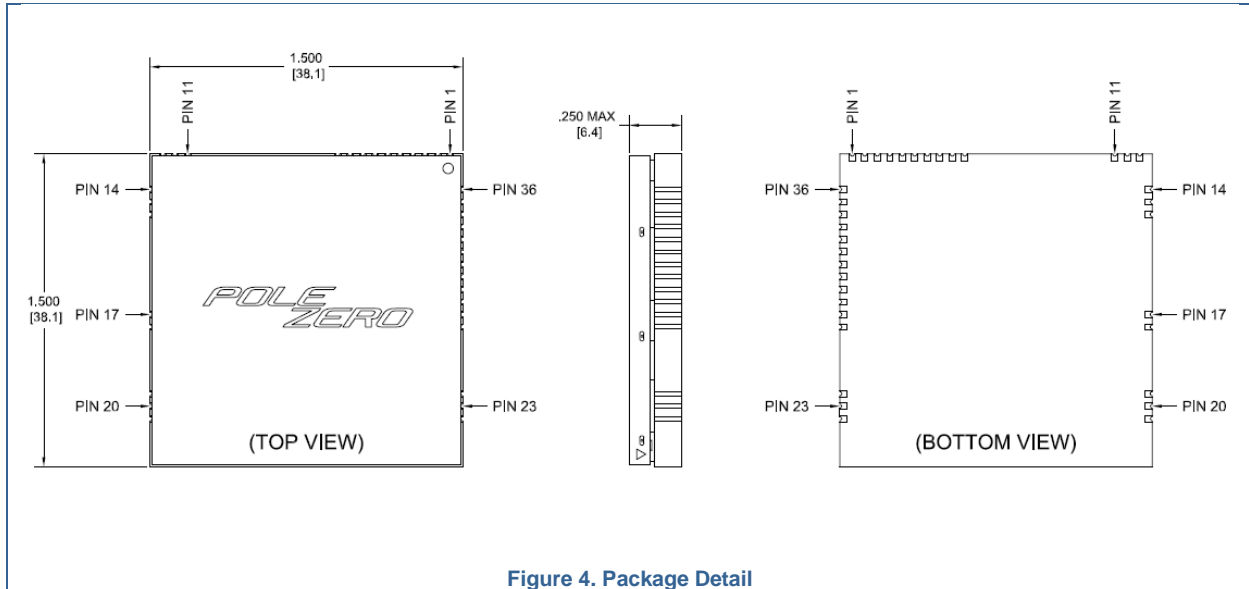 1.500
[38.1]
PIN 11
PIN 1
PIN 14
PIN 36
1.500
[38.1]
PIN 17
PIN 20
PIN 23
POLE
ZERO
(TOP VIEW)
.250 MAX
[6.4]
PIN 1
PIN 11
PIN 36
PIN 14
PIN 17
PIN 23
PIN 20
(BOTTOM VIEW)
Figure 4. Package Detail